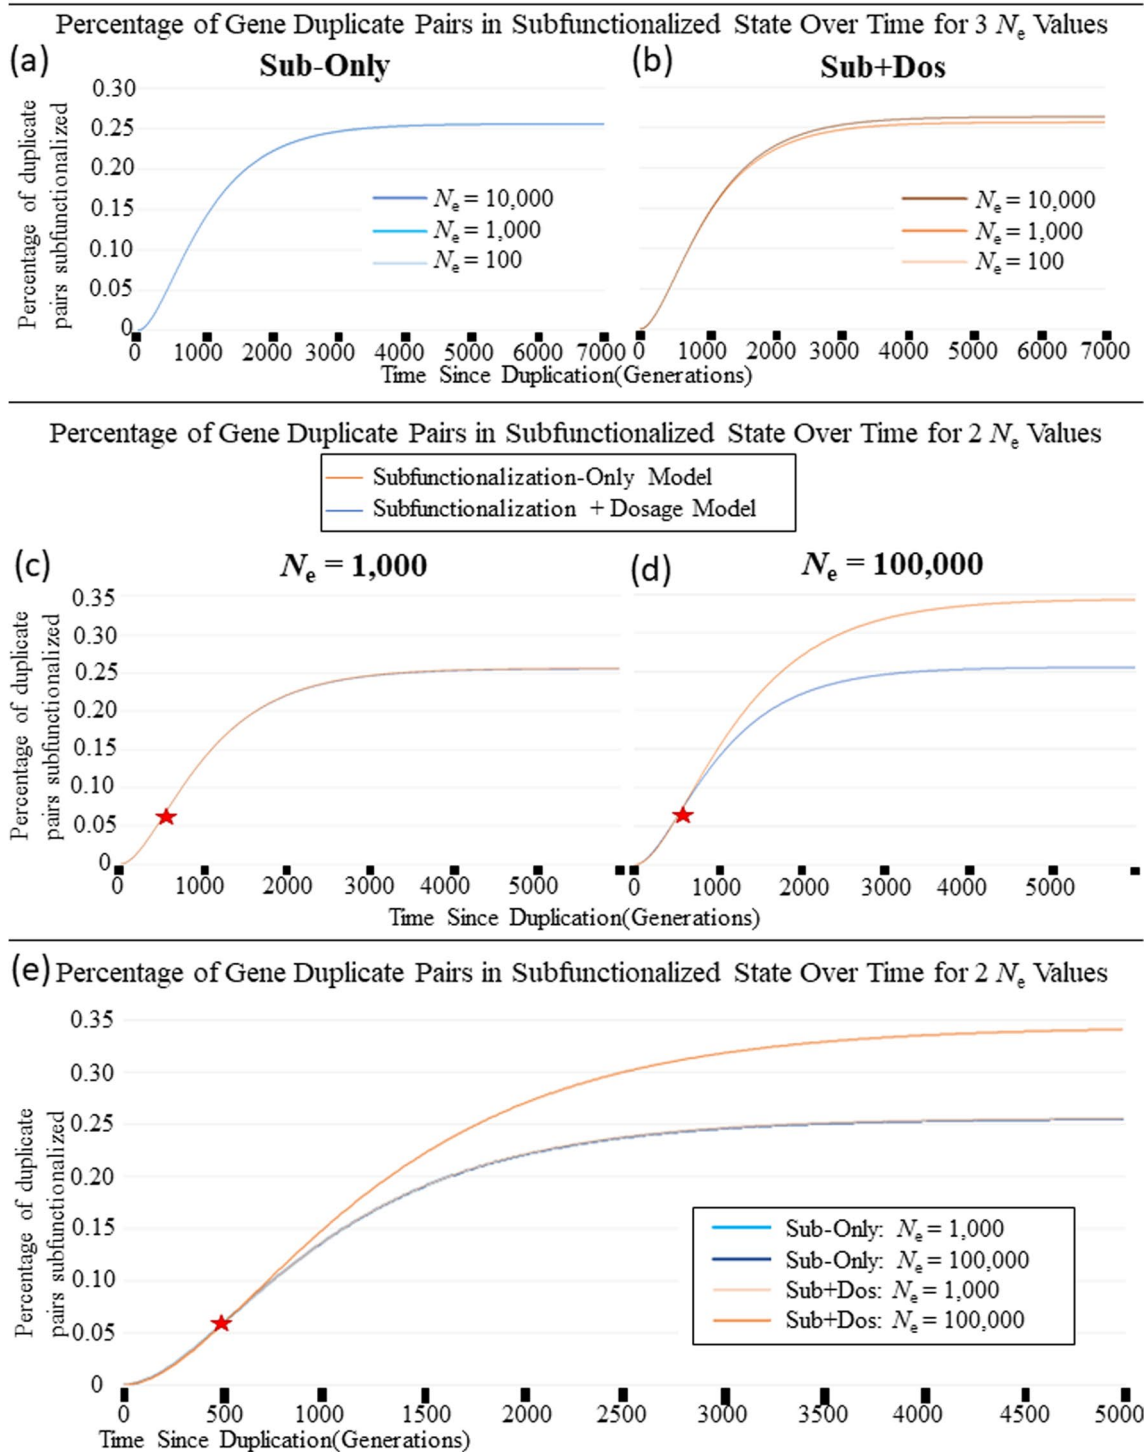 Percentage of Gene Duplicate Pairs in Subfunctionalized State Over Time for 3 Ne Values
(a)
Sub-Only
(b)
Sub+Dos
Percentage of duplicate
pairs subfunctionalized
0.30
0.25
0.20
0.15
0.10
0.05
0
Ne = 10,000
Ne = 1,000
Ne = 100
Ne = 10,000
Ne = 1,000
Ne = 100
0 1000 2000 3000 4000 5000 6000 7000
0 1000 2000 3000 4000 5000 6000 7000
Time Since Duplication(Generations)
Percentage of Gene Duplicate Pairs in Subfunctionalized State Over Time for 2 Ne Values
Subfunctionalization-Only Model
Subfunctionalization + Dosage Model
(c)
Ne = 1,000
(d)
Ne = 100,000
Percentage of duplicate
pairs subfunctionalized
0.35
0.30
0.25
0.20
0.15
0.10
0.05
0
0 1000 2000 3000 4000 5000
0 1000 2000 3000 4000 5000
Time Since Duplication(Generations)
(e) Percentage of Gene Duplicate Pairs in Subfunctionalized State Over Time for 2 Ne Values
Percentage of duplicate
pairs subfunctionalized
0.35
0.30
0.25
0.20
0.15
0.10
0.05
0
Sub-Only: Ne = 1,000
Sub-Only: Ne = 100,000
Sub+Dos: Ne = 1,000
Sub+Dos: Ne = 100,000
0 500 1000 1500 2000 2500 3000 3500 4000 4500 5000
Time Since Duplication(Generations)